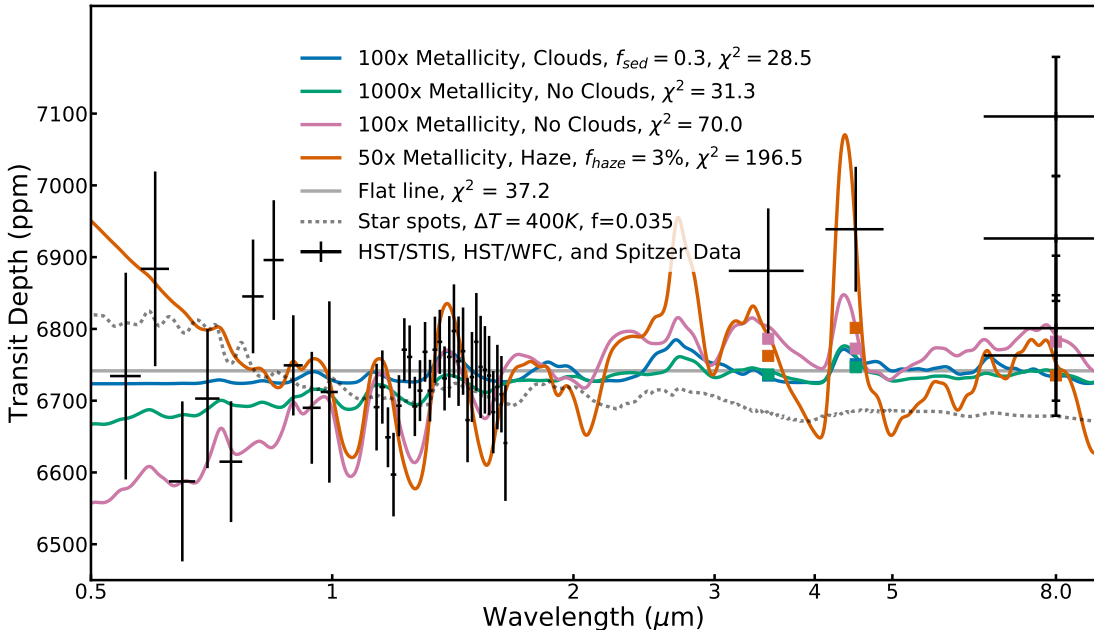 100x Metallicity, Clouds, f_sed = 0.3, χ² = 28.5
1000x Metallicity, No Clouds, χ² = 31.3
100x Metallicity, No Clouds, χ² = 70.0
50x Metallicity, Haze, f_haze = 3%, χ² = 196.5
Flat line, χ² = 37.2
Star spots, ΔT = 400K, f=0.035
HST/STIS, HST/WFC, and Spitzer Data
Transit Depth (ppm)
7100
7000
6900
6800
6700
6600
6500
0.5 1 2 3 4 5 8.0
Wavelength (μm)